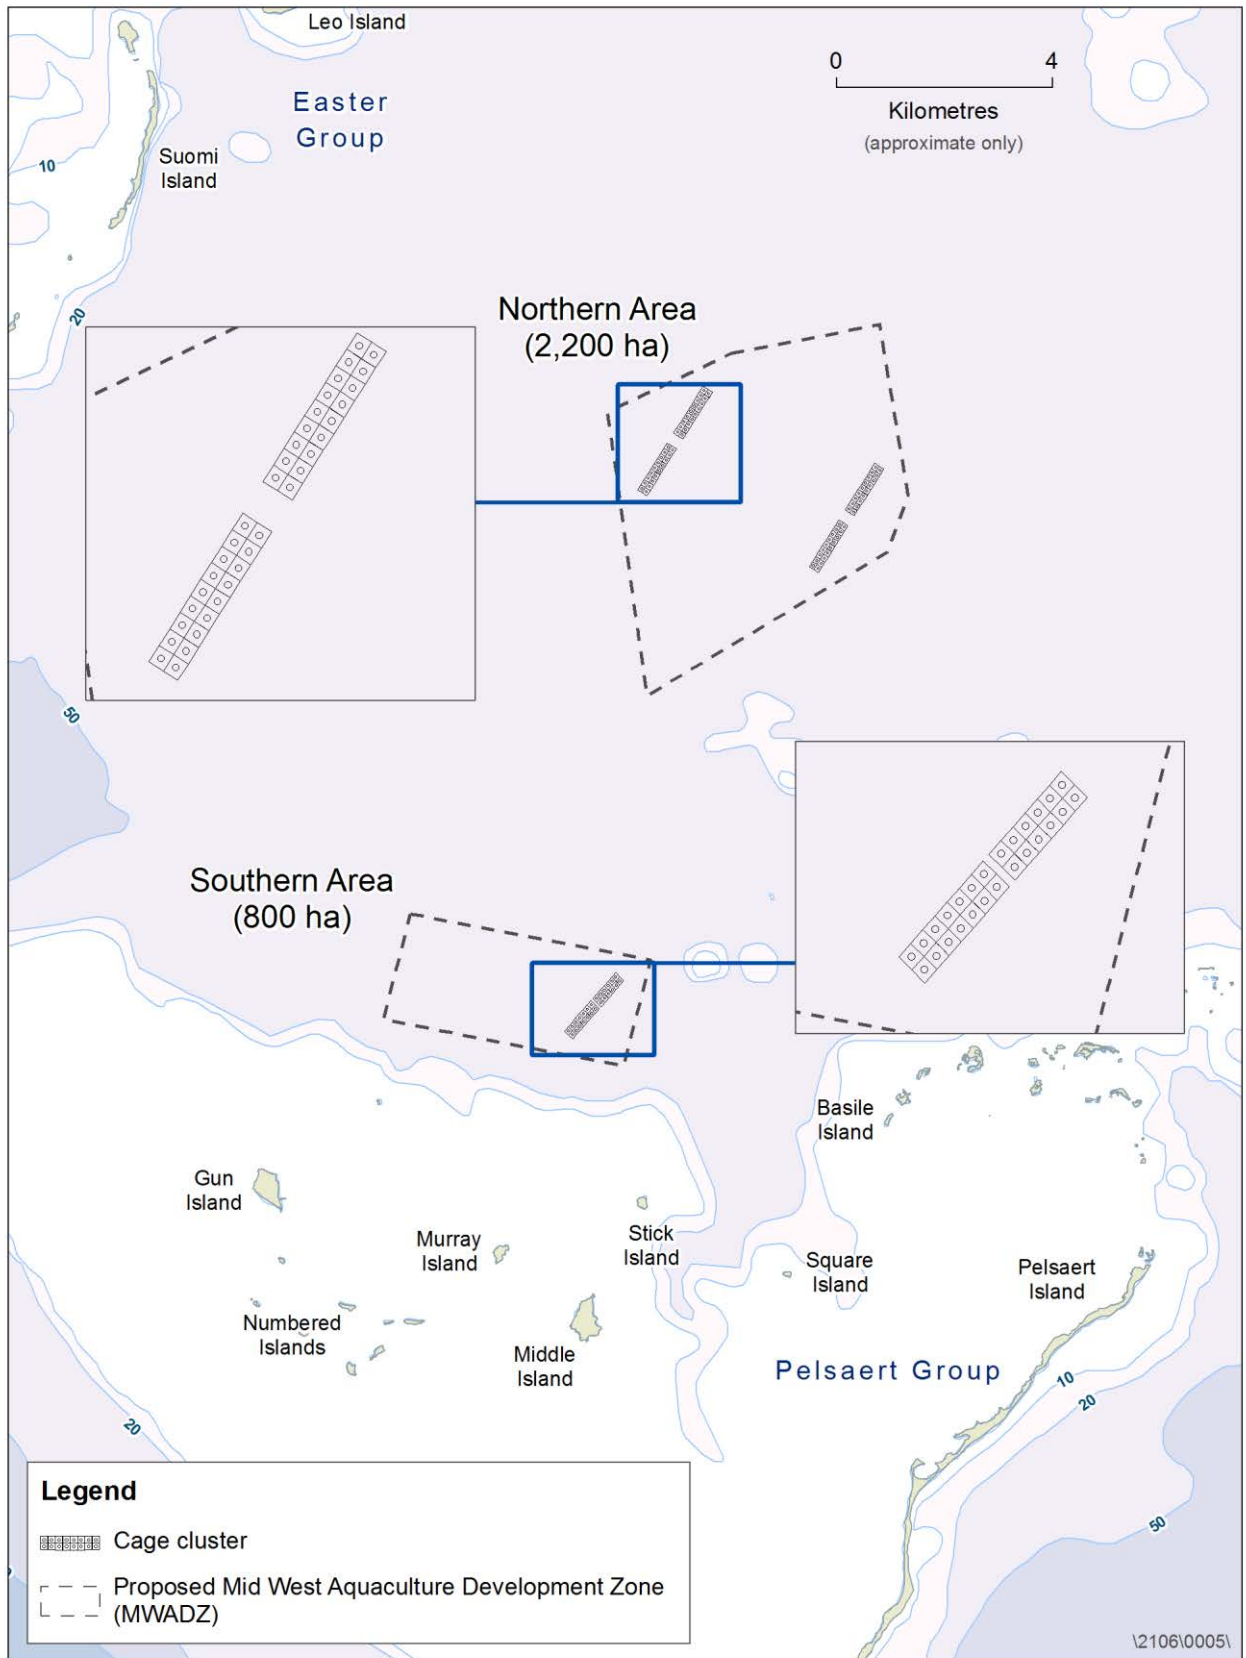 Leo Island
0 4
Kilometres
(approximate only)
Easter
Group
10
Suomi
Island
20
Northern Area
(2,200 ha)
50
Southern Area
(800 ha)
Basile
Island
Gun
Island
Murray
Island
Stick
Island
Square
Island
Pelsaert
Island
Numbered
Islands
Middle
Island
Pelsaert Group
10
20
20
50
Legend
Cage cluster
Proposed Mid West Aquaculture Development Zone
(MWADZ)
\2106\0005\